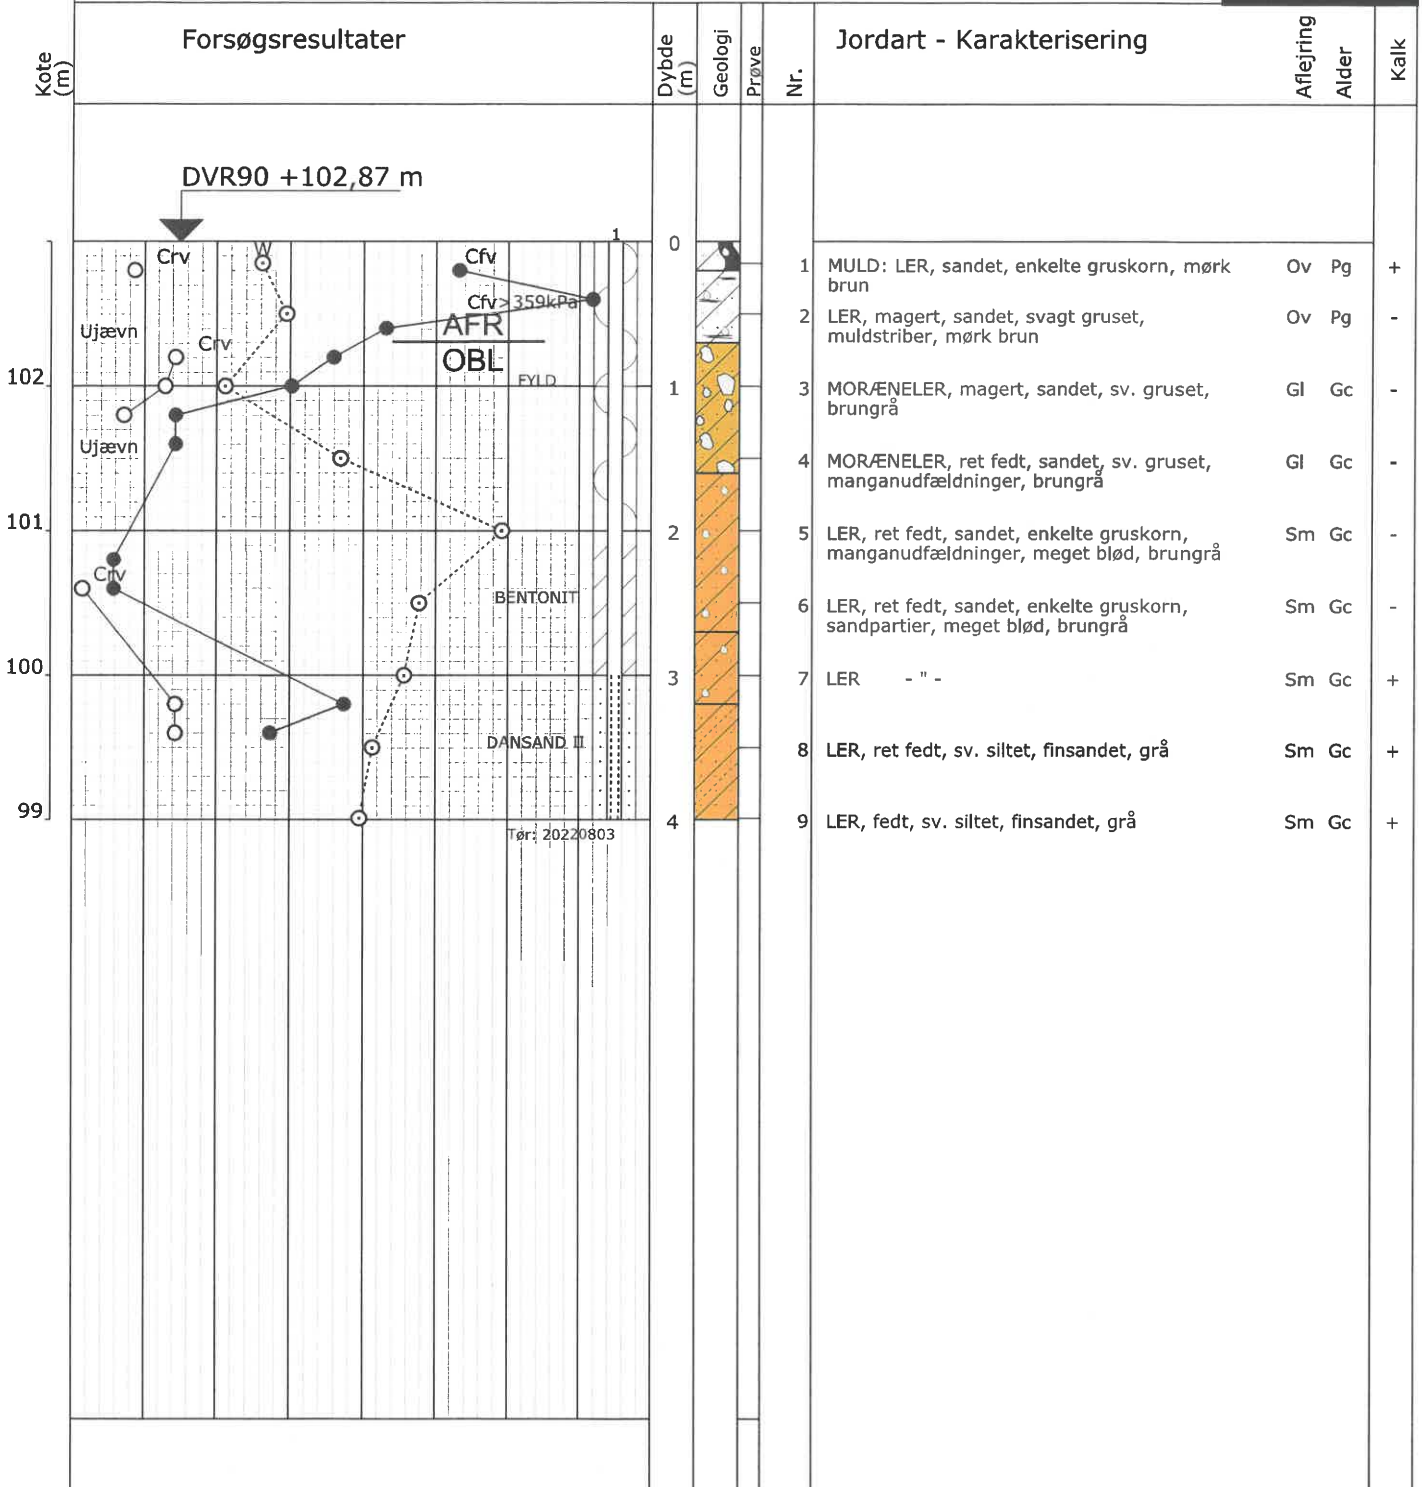 Kote
(m)
Forsøgsresultater
Dybde
(m)
Geologi
Prøve
Nr.
Jordart - Karakterisering
Aflejring
Alder
Kalk
DVR90 +102,87 m
1
0
Crv
W
Cfv
1 MULD: LER, sandet, enkelte gruskorn, mørk Ov Pg +
brun
Cfv>359kPa
Ujævn
AFR
2 LER, magert, sandet, svagt gruset, Ov Pg -
muldstriber, mørk brun
Crv
OBL
102
FYLD
1
3 MORÆNELER, magert, sandet, sv. gruset, Gl Gc -
brungrå
Ujævn
4 MORÆNELER, ret fedt, sandet, sv. gruset, Gl Gc -
manganudfældninger, brungrå
101
2
5 LER, ret fedt, sandet, enkelte gruskorn, Sm Gc -
manganudfældninger, meget blød, brungrå
Crv
BENTONIT
6 LER, ret fedt, sandet, enkelte gruskorn, Sm Gc -
sandpartier, meget blød, brungrå
100
3
7 LER - " - Sm Gc +
DANSAND II
8 LER, ret fedt, sv. siltet, finsandet, grå Sm Gc +
99
4
9 LER, fedt, sv. siltet, finsandet, grå Sm Gc +
Tør: 20220803